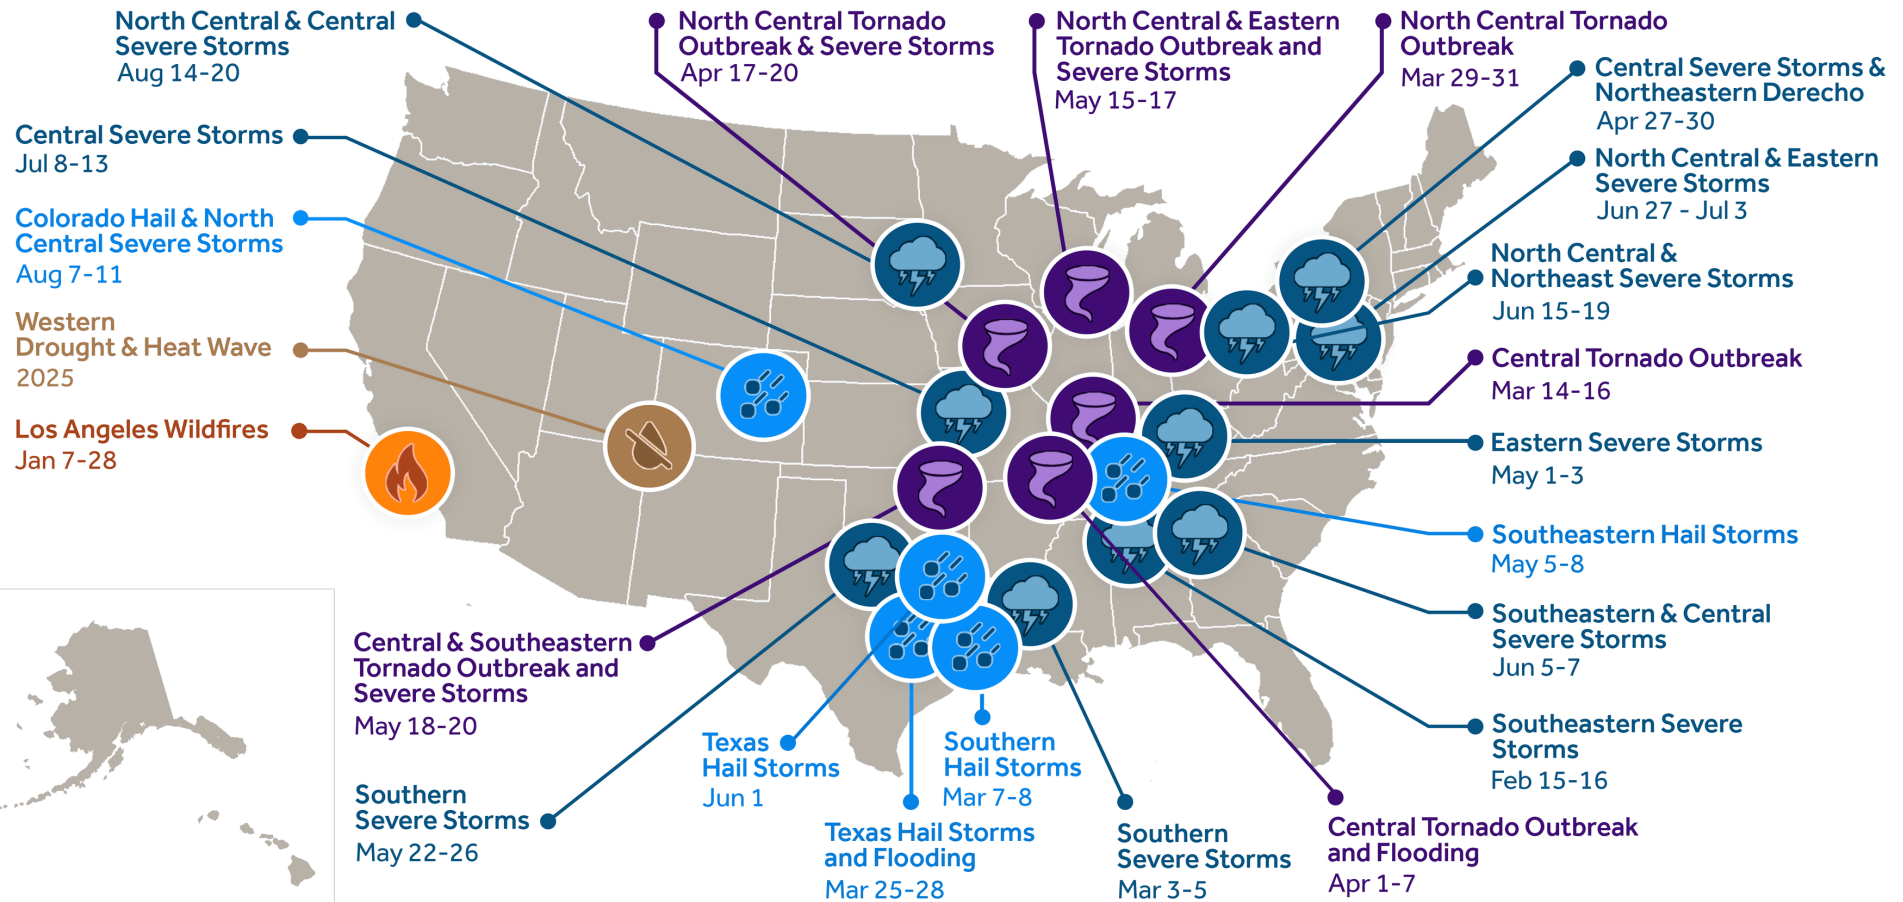 North Central & Central
Severe Storms
Aug 14-20
North Central Tornado
Outbreak & Severe Storms
Apr 17-20
North Central & Eastern
Tornado Outbreak and
Severe Storms
May 15-17
North Central Tornado
Outbreak
Mar 29-31
Central Severe Storms &
Northeastern Derecho
Apr 27-30
Central Severe Storms
Jul 8-13
North Central & Eastern
Severe Storms
Jun 27 - Jul 3
Colorado Hail & North
Central Severe Storms
Aug 7-11
North Central &
Northeast Severe Storms
Jun 15-19
Western
Drought & Heat Wave
2025
Central Tornado Outbreak
Mar 14-16
Los Angeles Wildfires
Jan 7-28
Eastern Severe Storms
May 1-3
Southeastern Hail Storms
May 5-8
Southeastern & Central
Severe Storms
Jun 5-7
Central & Southeastern
Tornado Outbreak and
Severe Storms
May 18-20
Southeastern Severe
Storms
Feb 15-16
Texas
Hail Storms
Jun 1
Southern
Hail Storms
Mar 7-8
Southern
Severe Storms
May 22-26
Texas Hail Storms
and Flooding
Mar 25-28
Southern
Severe Storms
Mar 3-5
Central Tornado Outbreak
and Flooding
Apr 1-7